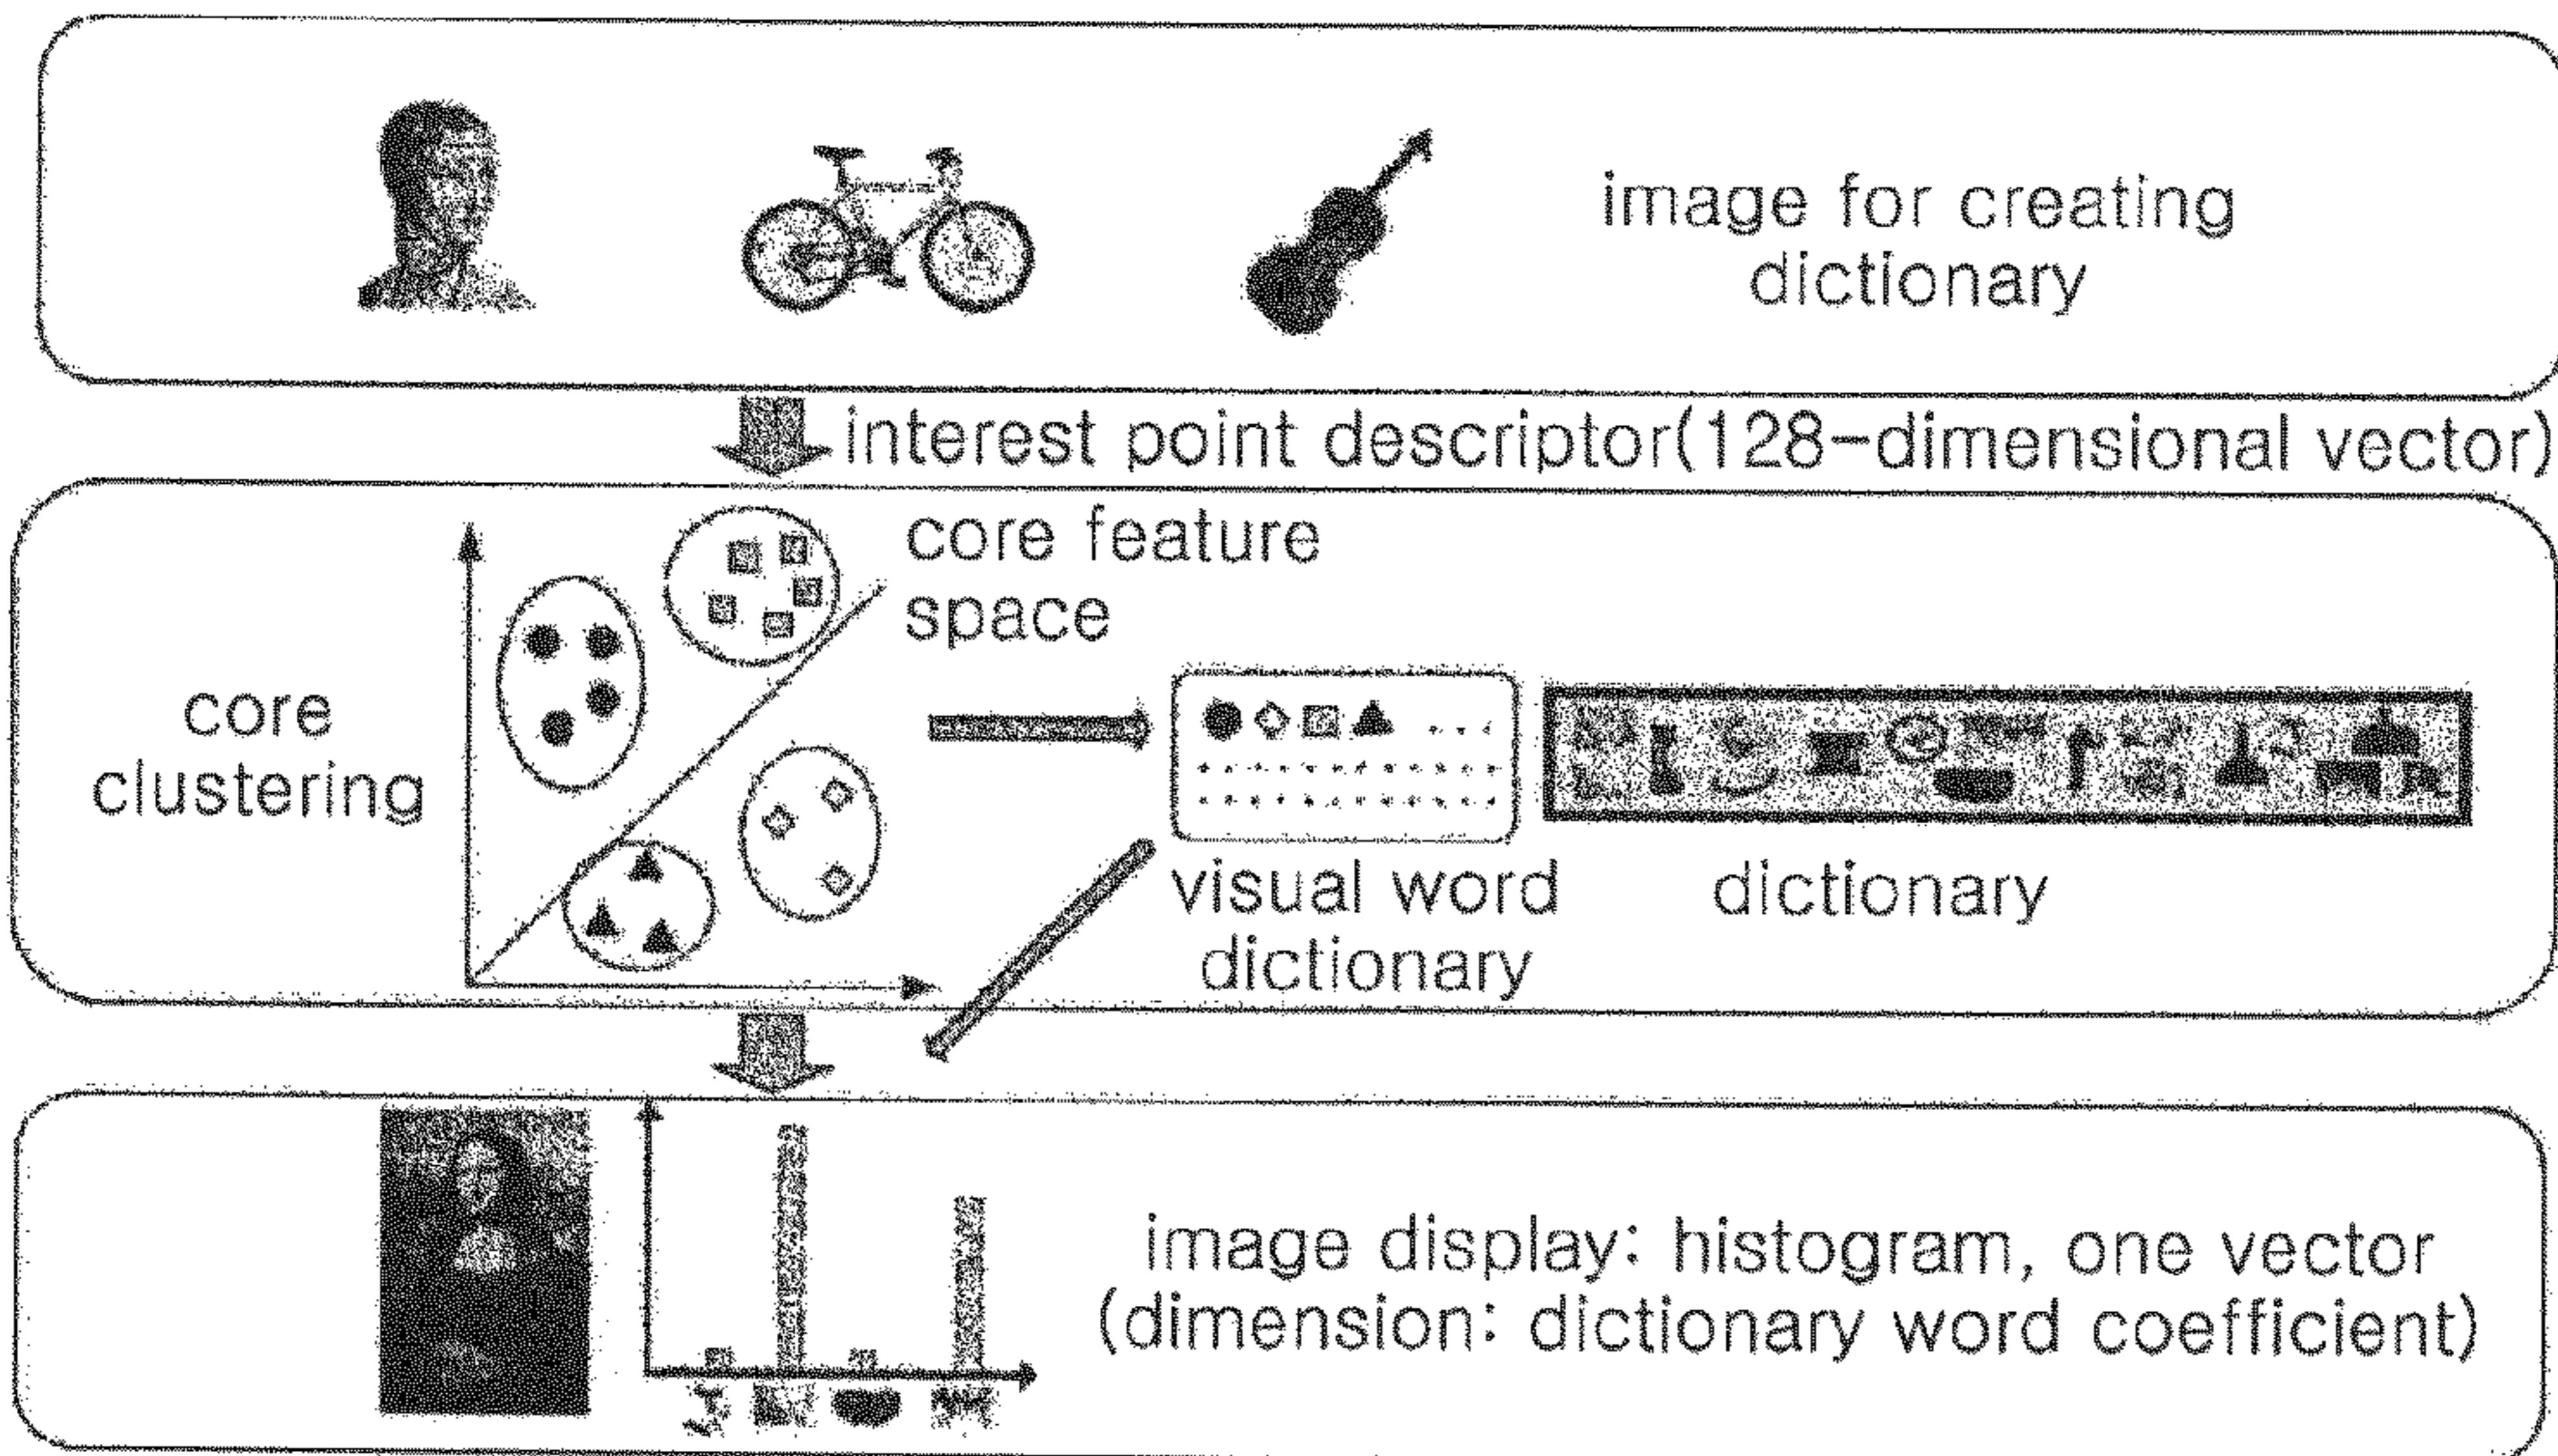 image for creating
dictionary
interest point descriptor(128-dimensional vector)
core feature
space
core
clustering
visual word
dictionary
dictionary
image display: histogram, one vector
(dimension: dictionary word coefficient)